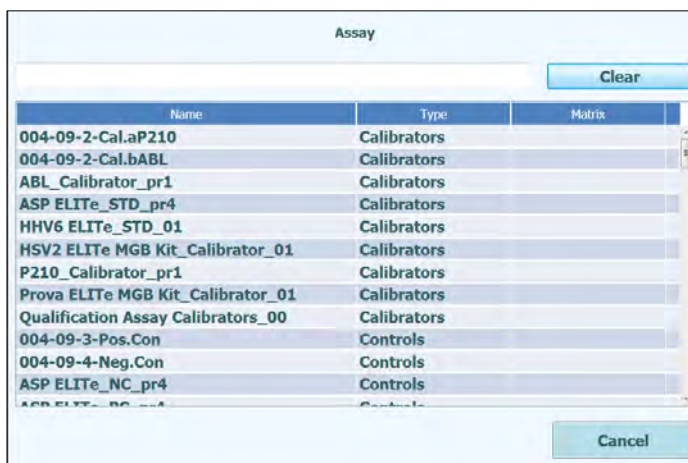 Assay
Clear
Name Type Matrix
004-09-2-Cal.aP210 Calibrators
004-09-2-Cal.bABL Calibrators
ABL_Calibrator_pr1 Calibrators
ASP ELITe_STD_pr4 Calibrators
HHV6 ELITe_STD_01 Calibrators
HSV2 ELITe MGB Kit_Calibrator_01 Calibrators
P210_Calibrator_pr1 Calibrators
Prova ELITe MGB Kit_Calibrator_01 Calibrators
Qualification Assay Calibrators_00 Calibrators
004-09-3-Pos.Con Controls
004-09-4-Neg.Con Controls
ASP ELITe_NC_pr4 Controls
Cancel